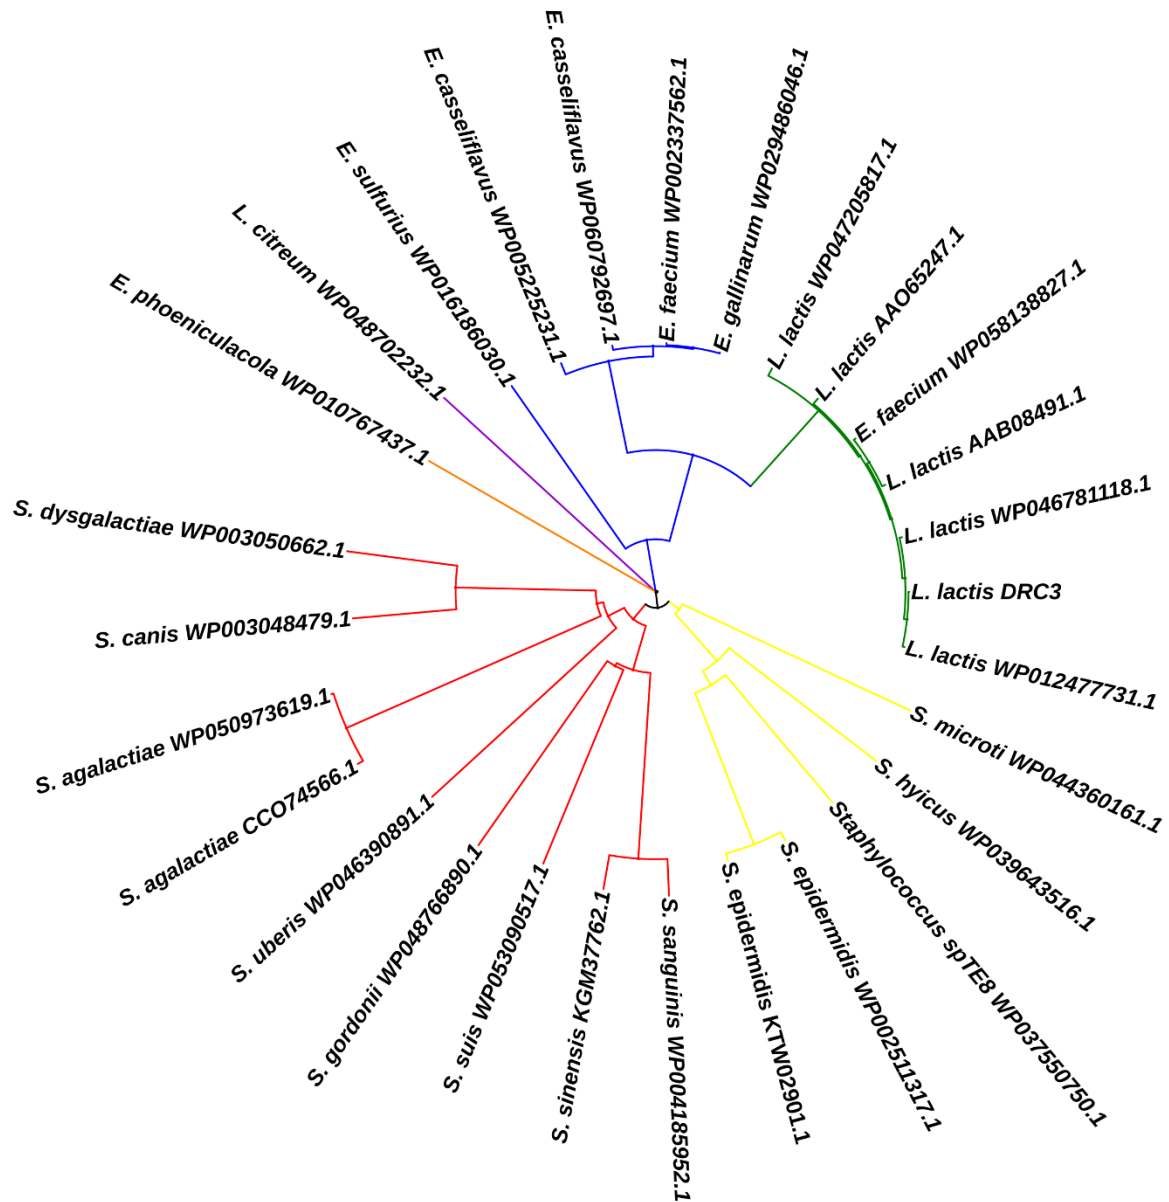 E. casseliflavus WP060792697.1
E. casseliflavus WP005225231.1
E. faecium WP002337562.1
E. gallinarum WP029486046.1
L. lactis WP047205817.1
L. lactis AAO65247.1
E. faecium WP058138827.1
L. lactis AAB08491.1
L. lactis WP046781118.1
L. lactis DRC3
L. lactis WP012477731.1
S. microti WP044360161.1
S. hyicus WP039643516.1
Staphylococcus spTE8 WP037550750.1
S. epidermidis WP002511317.1
S. epidermidis KTW02901.1
S. sanguinis WP004185952.1
S. sinensis KGM37762.1
S. suis WP053090517.1
S. gordonii WP048766890.1
S. uberis WP046390891.1
S. agalactiae CCO74566.1
S. agalactiae WP050973619.1
S. canis WP003048479.1
S. dysgalactiae WP003050662.1
E. phoeniculacola WP010767437.1
L. citreum WP048702232.1
E. sulfurius WP016186030.1